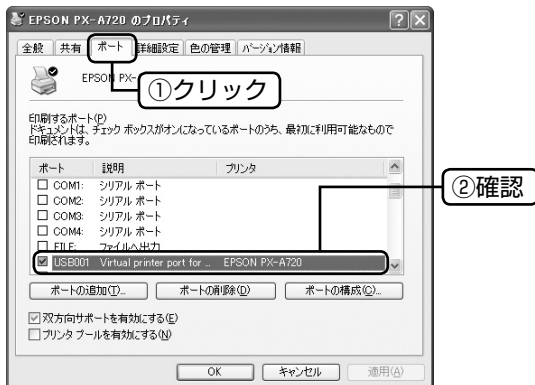 EPSON PX-A720 のプロパティ
全般 共有 ポート 詳細設定 色の管理 バージョン情報
EPSON PX-
①クリック
印刷するポート(P)
ドキュメントは、チェック ボックスがオンになっているポートのうち、最初に利用可能なもので
印刷されます。
ポート 説明 プリンタ
COM1: シリアル ポート
COM2: シリアル ポート
COM3: シリアル ポート
COM4: シリアル ポート
FILE: ファイルへ出力
USB001 Virtual printer port for ... EPSON PX-A720
②確認
ポートの追加(T)... ポートの削除(D) ポートの構成(C)...
双方向サポートを有効にする(E)
プリンタ プールを有効にする(N)
OK キャンセル 適用(A)